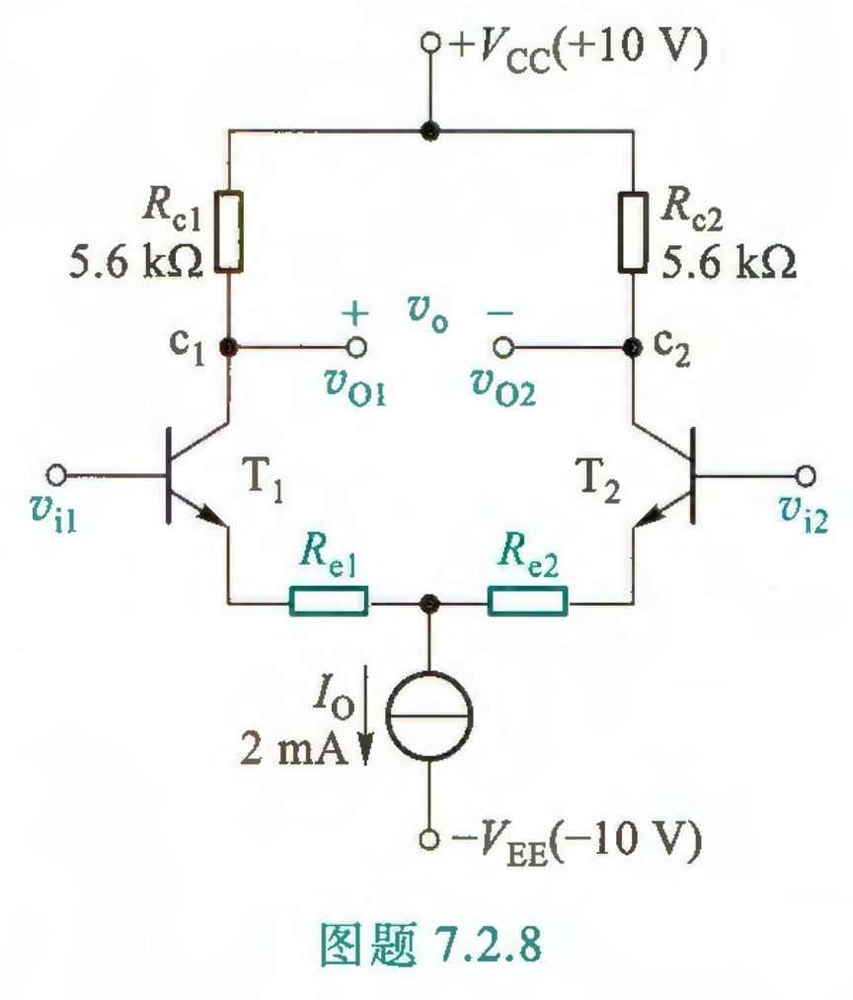 +V_CC(+10 V)
R_c1
5.6 kΩ
R_c2
5.6 kΩ
+ v_o −
c_1
c_2
v_O1
v_O2
T_1
T_2
v_i1
v_i2
R_e1
R_e2
I_O
2 mA
−V_EE(−10 V)
图题 7.2.8